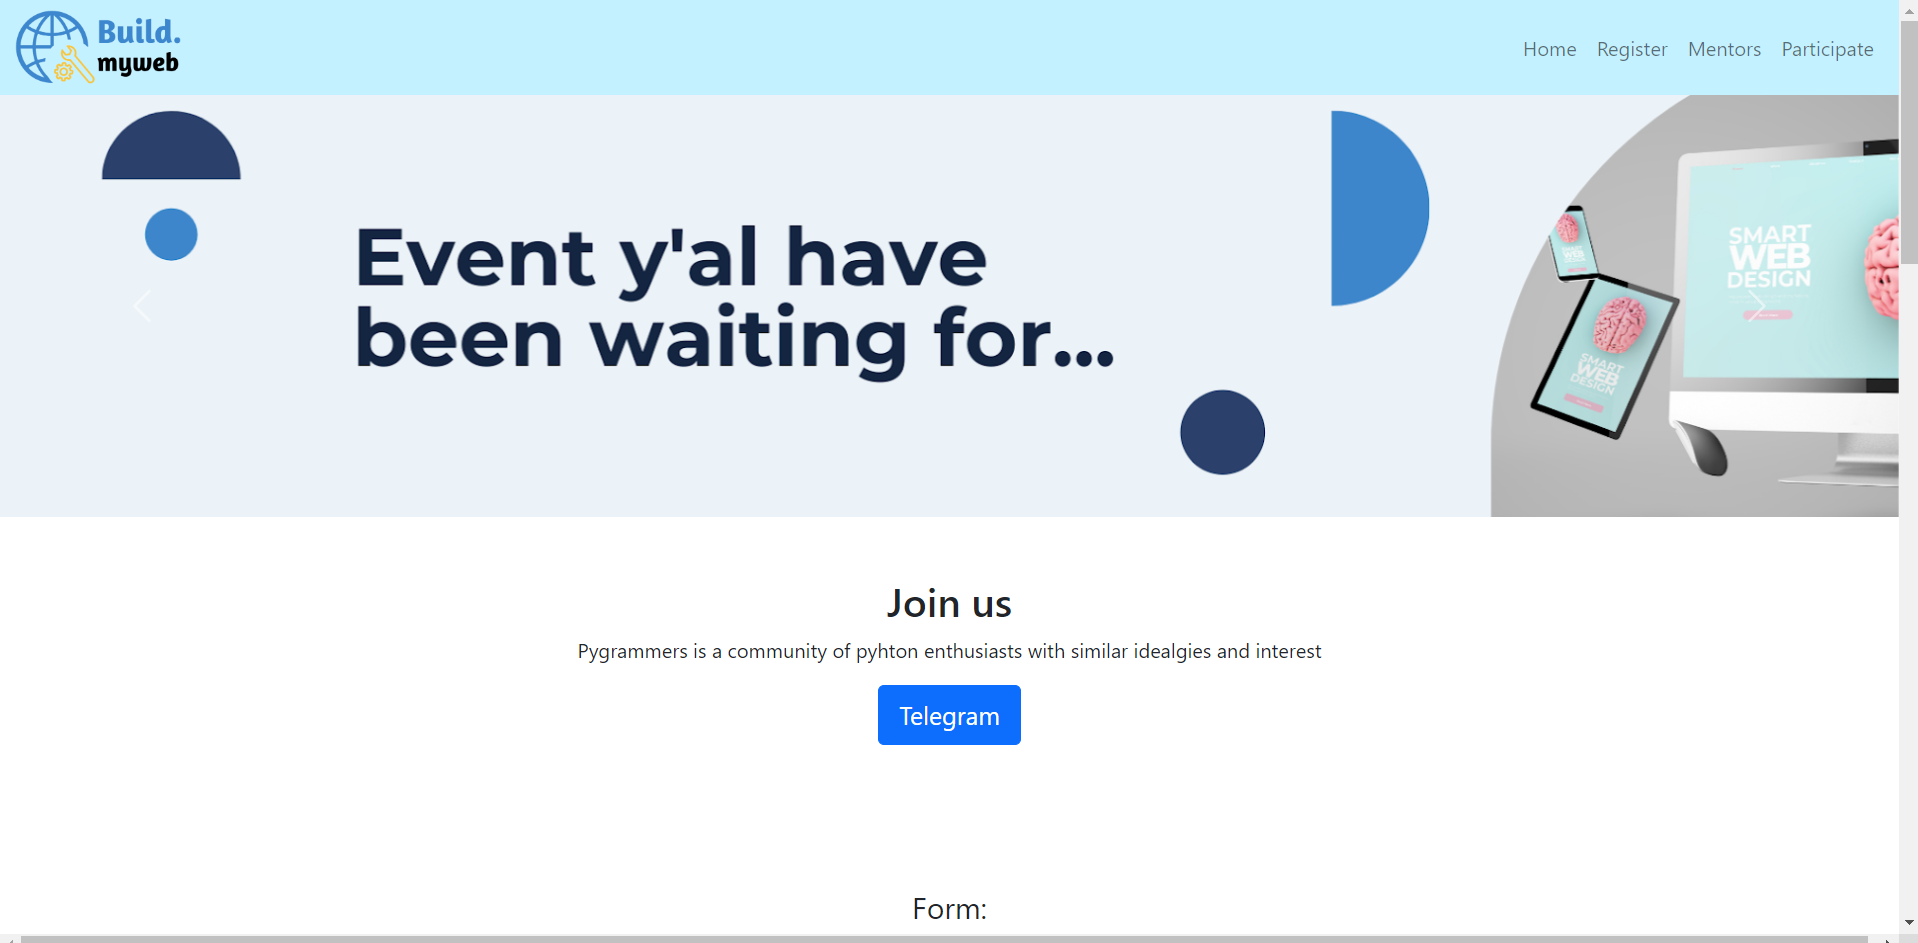 Build.
myweb
Home Register Mentors Participate
Event y'al have
been waiting for...
SMART
WEB
DESIGN
SMART
WEB
DESIGN
Join us
Pygrammers is a community of pyhton enthusiasts with similar idealgies and interest
Telegram
Form: